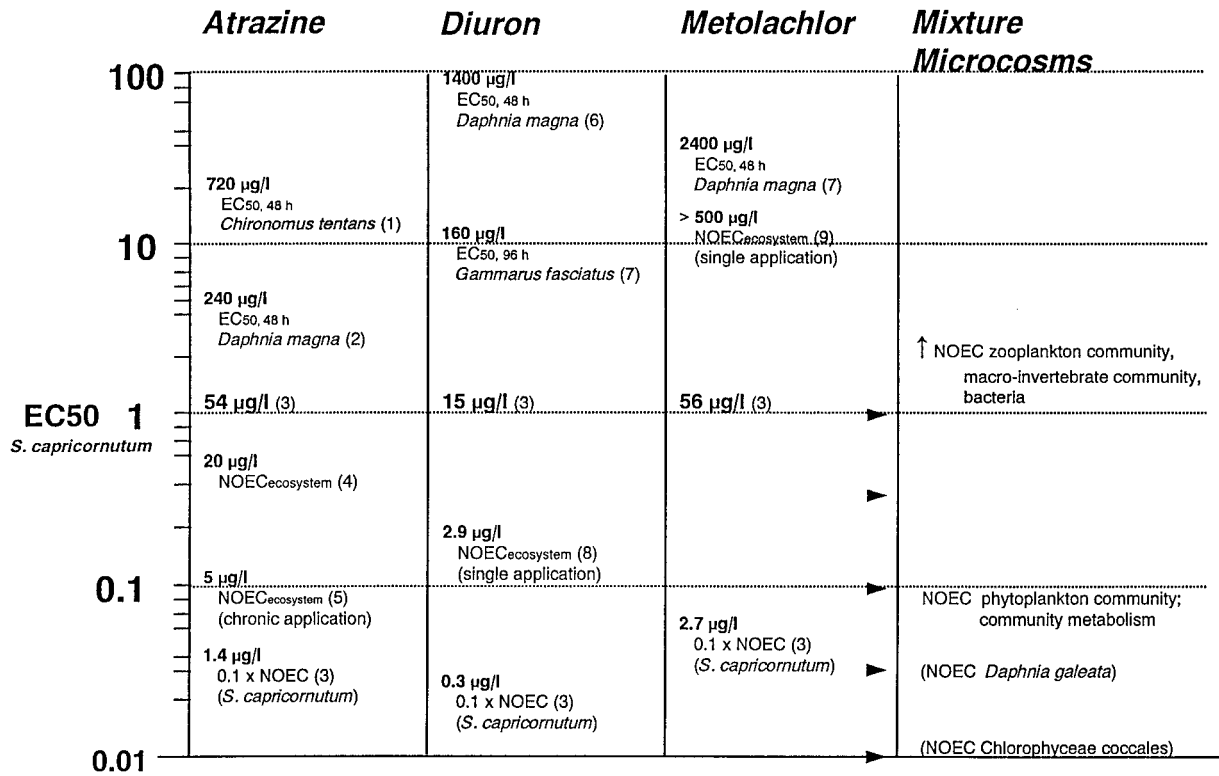 Atrazine
Diuron
Metolachlor
Mixture
Microcosms
100
10
EC50 1
S. capricornutum
0.1
0.01
720 µg/l
EC50, 48 h
Chironomus tentans (1)
240 µg/l
EC50, 48 h
Daphnia magna (2)
54 µg/l (3)
20 µg/l
NOECecosystem (4)
5 µg/l
NOECecosystem (5)
(chronic application)
1.4 µg/l
0.1 x NOEC (3)
(S. capricornutum)
1400 µg/l
EC50, 48 h
Daphnia magna (6)
160 µg/l
EC50, 96 h
Gammarus fasciatus (7)
15 µg/l (3)
2.9 µg/l
NOECecosystem (8)
(single application)
0.3 µg/l
0.1 x NOEC (3)
(S. capricornutum)
2400 µg/l
EC50, 48 h
Daphnia magna (7)
> 500 µg/l
NOECecosystem (9)
(single application)
56 µg/l (3)
2.7 µg/l
0.1 x NOEC (3)
(S. capricornutum)
↑ NOEC zooplankton community,
macro-invertebrate community,
bacteria
NOEC phytoplankton community;
community metabolism
(NOEC Daphnia galeata)
(NOEC Chlorophyceae coccales)